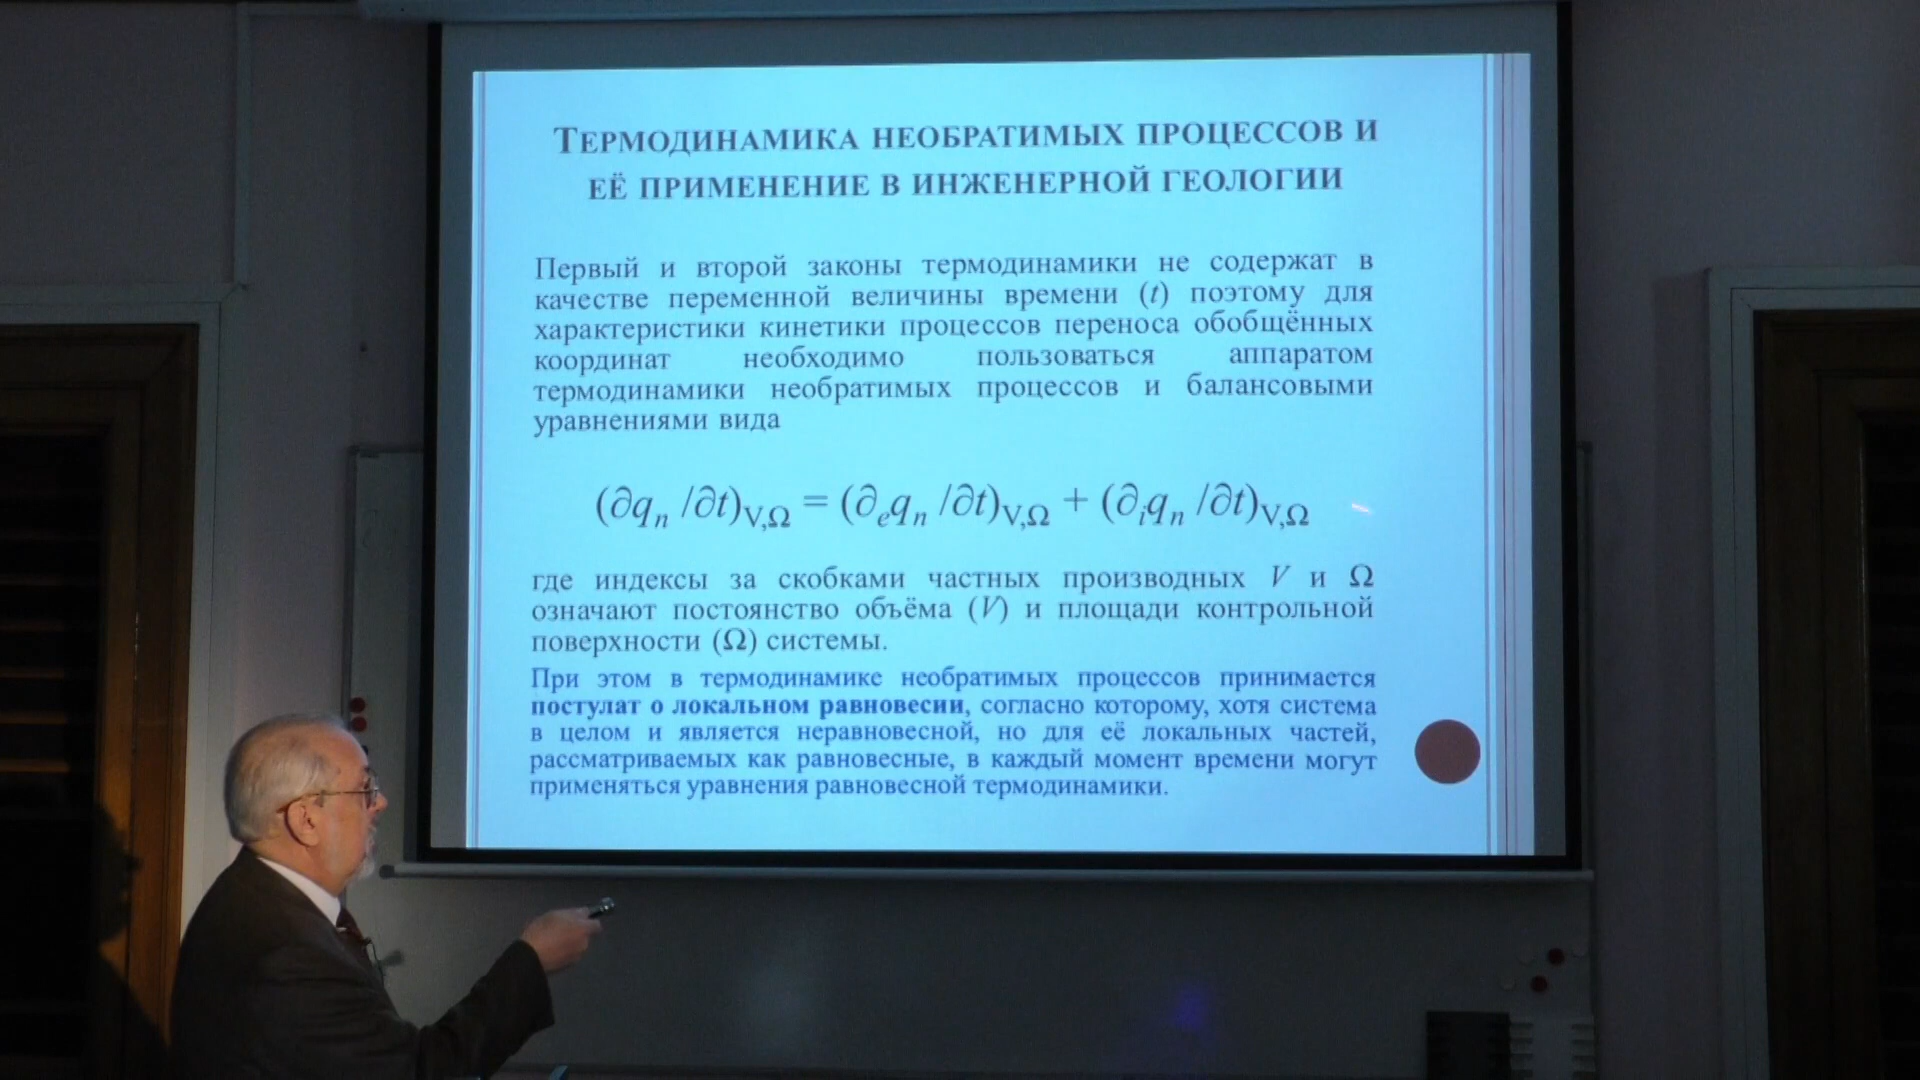 ТЕРМОДИНАМИКА НЕОБРАТИМЫХ ПРОЦЕССОВ И
ЕЁ ПРИМЕНЕНИЕ В ИНЖЕНЕРНОЙ ГЕОЛОГИИ
Первый и второй законы термодинамики не содержат в
качестве переменной величины времени (t) поэтому для
характеристики кинетики процессов переноса обобщённых
координат необходимо пользоваться аппаратом
термодинамики необратимых процессов и балансовыми
уравнениями вида
(∂qₙ /∂t)V,Ω = (∂ₑqₙ /∂t)V,Ω + (∂ᵢqₙ /∂t)V,Ω
где индексы за скобками частных производных V и Ω
означают постоянство объёма (V) и площади контрольной
поверхности (Ω) системы.
При этом в термодинамике необратимых процессов принимается
постулат о локальном равновесии, согласно которому, хотя система
в целом и является неравновесной, но для её локальных частей,
рассматриваемых как равновесные, в каждый момент времени могут
применяться уравнения равновесной термодинамики.